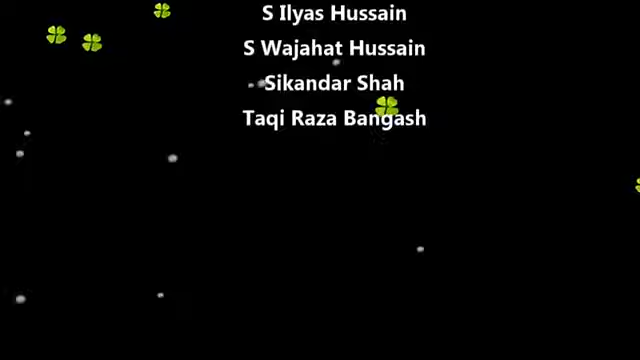 S Ilyas Hussain
S Wajahat Hussain
Sikandar Shah
Taqi Raza Bangash